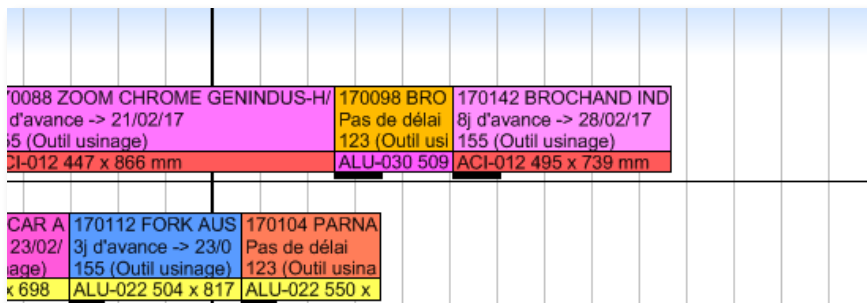 70088 ZOOM CHROME GENINDUS-H/
d'avance -> 21/02/17
55 (Outil usinage)
ACI-012 447 x 866 mm
170098 BRO
Pas de délai
123 (Outil usi
ALU-030 509
170142 BROCHAND IND
8j d'avance -> 28/02/17
155 (Outil usinage)
ACI-012 495 x 739 mm
CAR A
23/02/
nage)
x 698
170112 FORK AUS
3j d'avance -> 23/0
155 (Outil usinage)
ALU-022 504 x 817
170104 PARNA
Pas de délai
123 (Outil usina
ALU-022 550 x